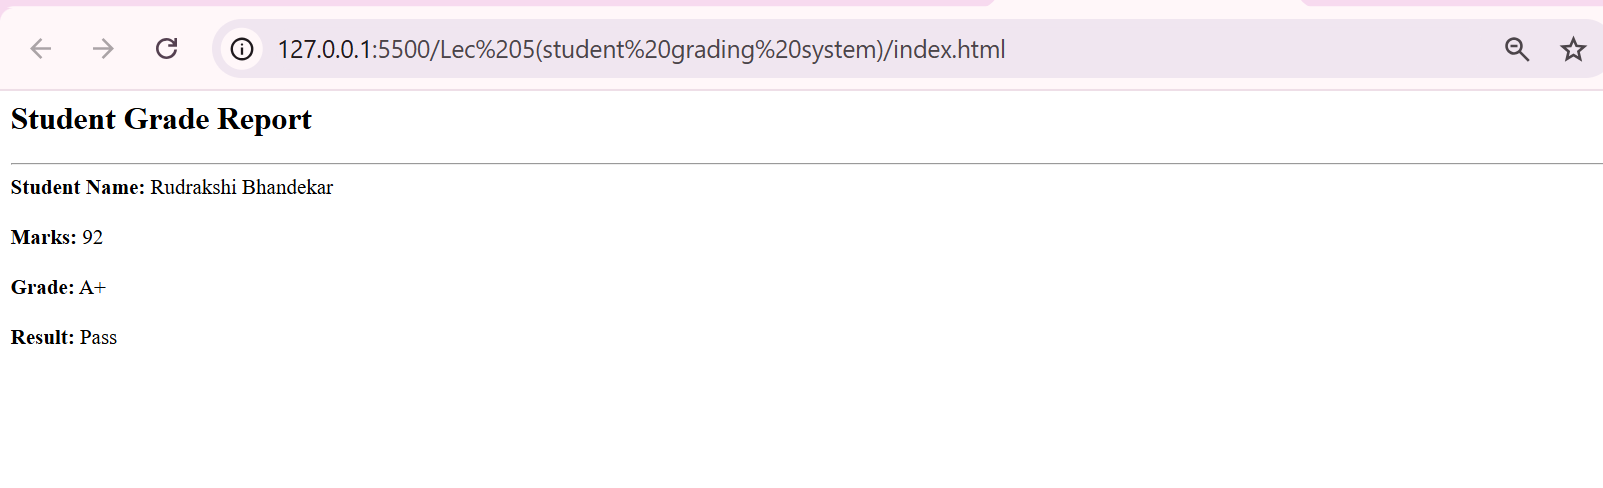 127.0.0.1:5500/Lec%205(student%20grading%20system)/index.html
Student Grade Report
Student Name: Rudrakshi Bhandekar
Marks: 92
Grade: A+
Result: Pass